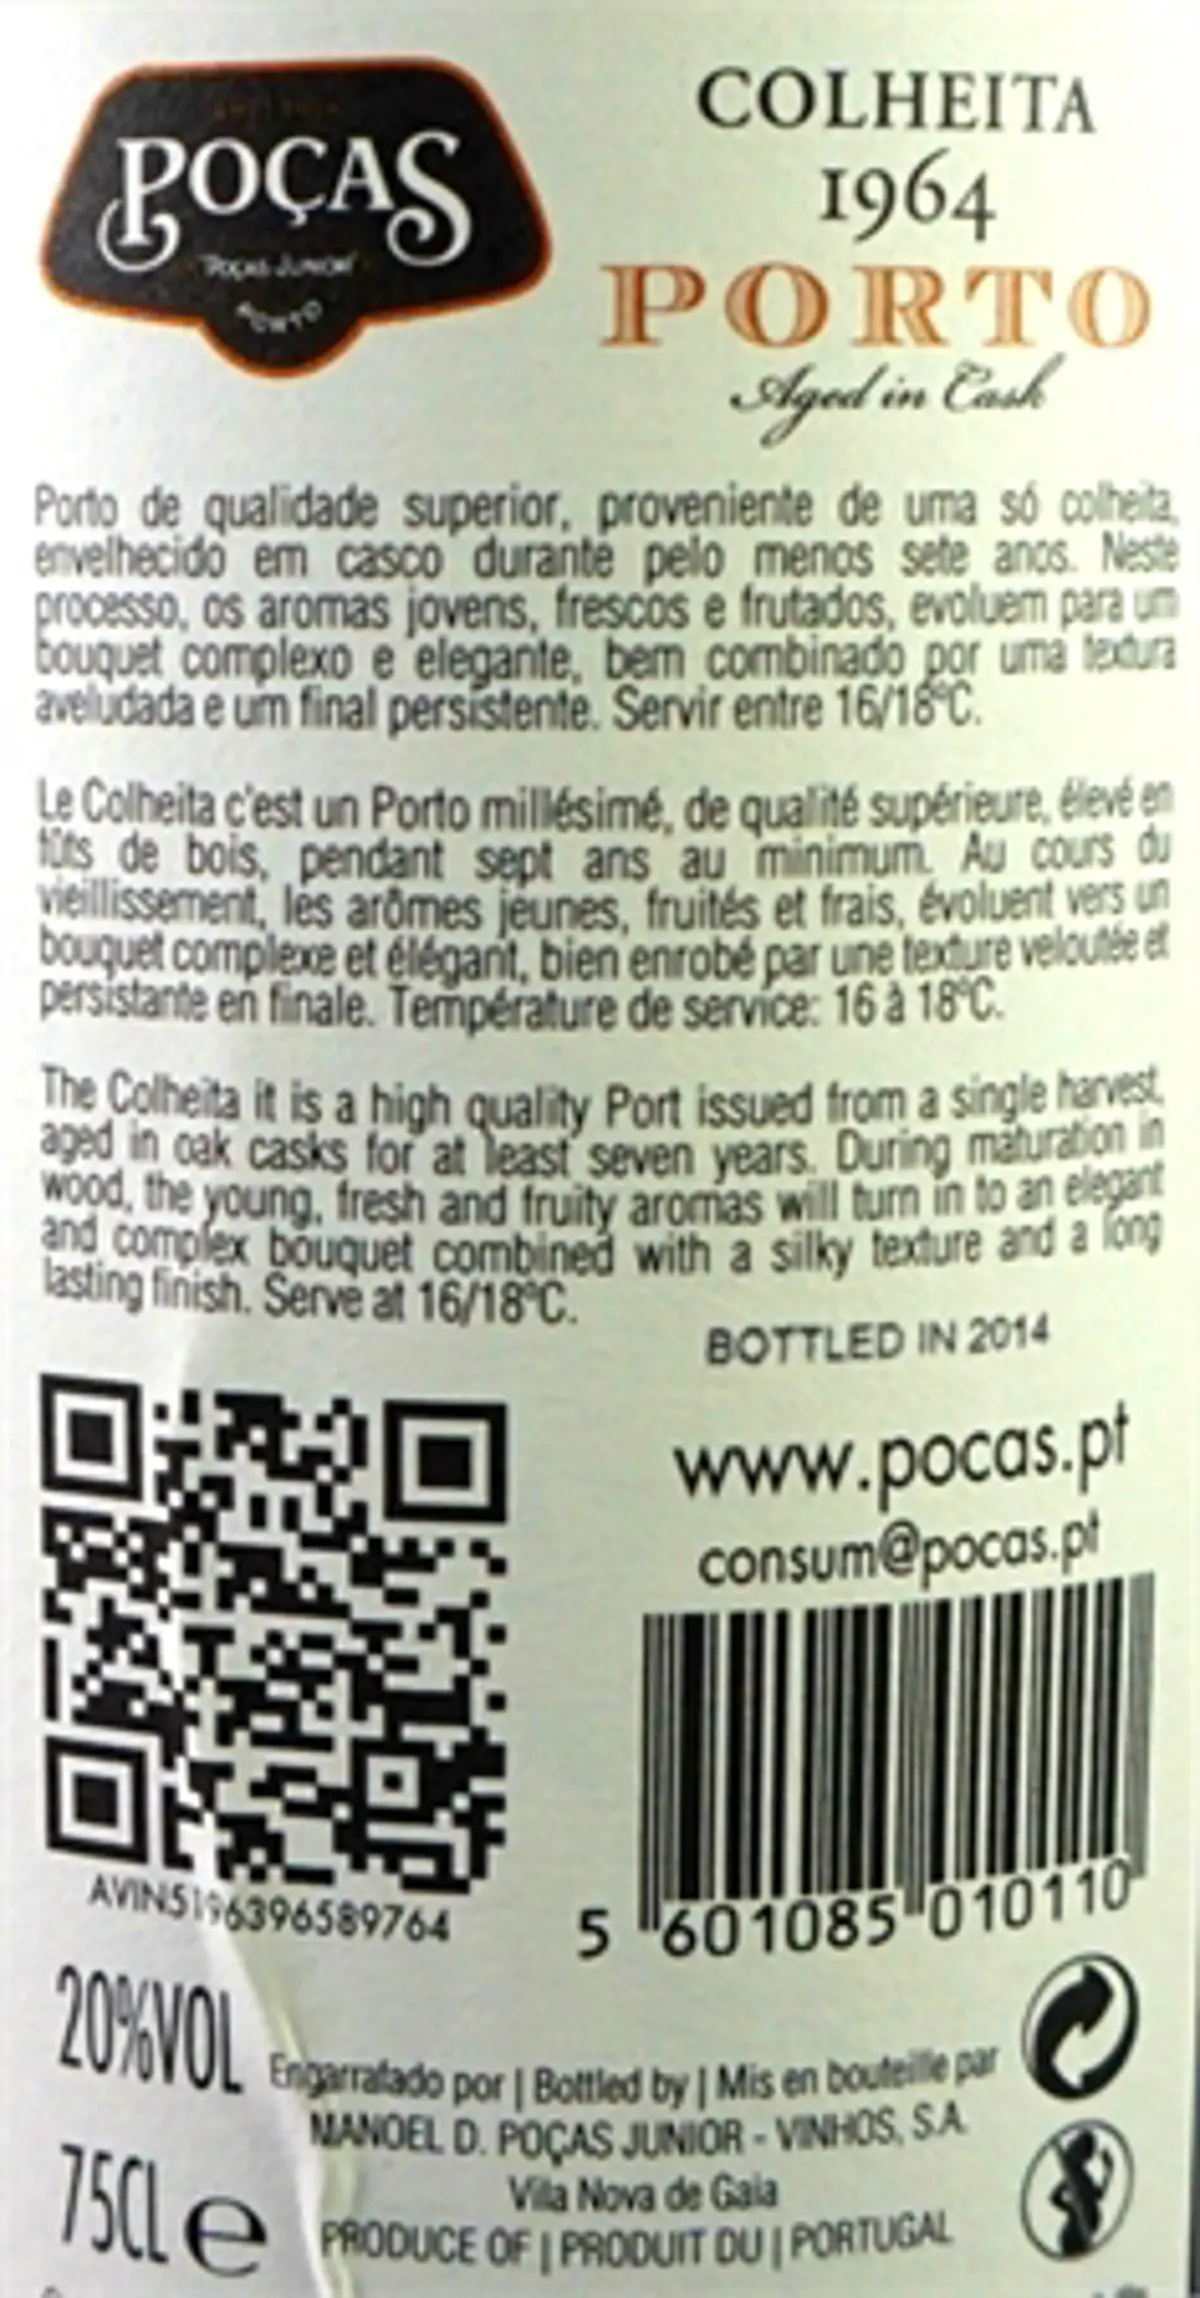 POÇAS
"POÇAS JUNIOR"
PORTO
COLHEITA
1964
PORTO
Aged in Cask
Porto de qualidade superior, proveniente de uma só colheita,
envelhecido em casco durante pelo menos sete anos. Neste
processo, os aromas jovens, frescos e frutados, evoluem para um
bouquet complexo e elegante, bem combinado por uma textura
aveludada e um final persistente. Servir entre 16/18ºC.
Le Colheita c'est un Porto millésimé, de qualité supérieure, élevé en
fûts de bois, pendant sept ans au minimum. Au cours du
vieillissement, les arômes jeunes, fruités et frais, évoluent vers un
bouquet complexe et élégant, bien enrobé par une texture veloutée et
persistante en finale. Température de service: 16 à 18ºC.
The Colheita it is a high quality Port issued from a single harvest,
aged in oak casks for at least seven years. During maturation in
wood, the young, fresh and fruity aromas will turn in to an elegant
and complex bouquet combined with a silky texture and a long
lasting finish. Serve at 16/18ºC.
BOTTLED IN 2014
www.pocas.pt
consum@pocas.pt
AVIN5196396589764
5 601085 010110
20%VOL
75CL e
Engarrafado por | Bottled by | Mis en bouteille par
MANOEL D. POÇAS JUNIOR - VINHOS, S.A.
Vila Nova de Gaia
PRODUCE OF | PRODUIT DU | PORTUGAL